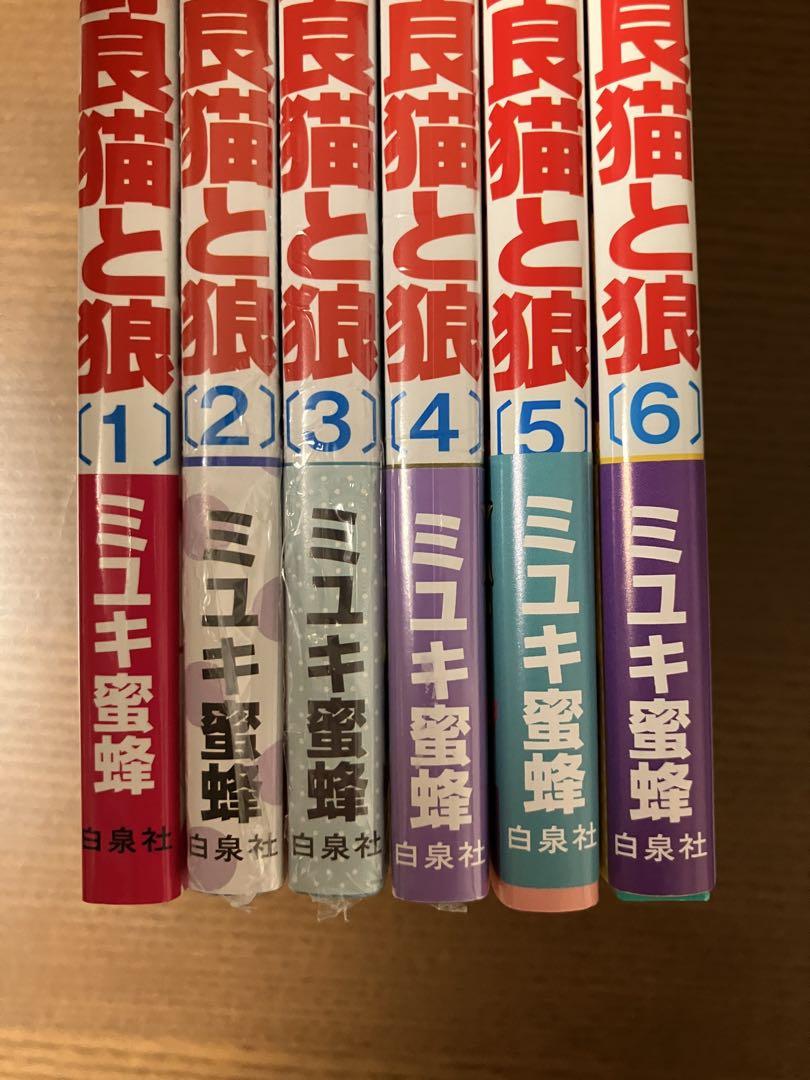 良猫と狼
(1)
ミユキ蜜蜂
白泉社
良猫と狼
(2)
ミユキ蜜蜂
白泉社
良猫と狼
(3)
ミユキ蜜蜂
白泉社
良猫と狼
(4)
ミユキ蜜蜂
白泉社
良猫と狼
(5)
ミユキ蜜蜂
白泉社
良猫と狼
(6)
ミユキ蜜蜂
白泉社